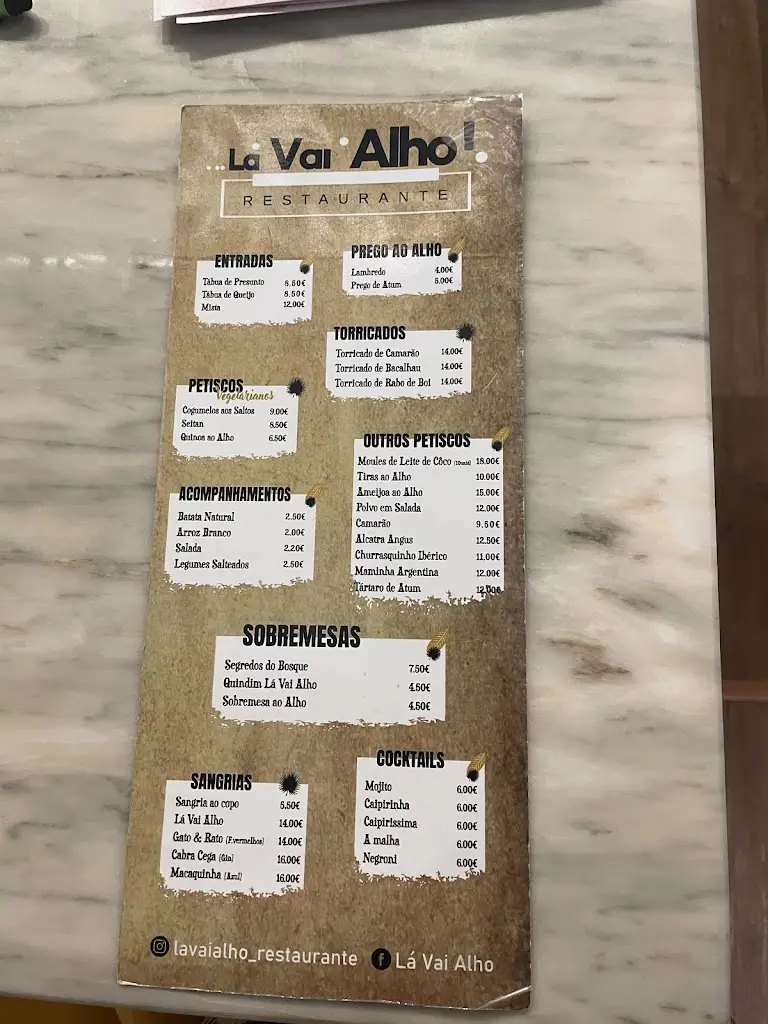 ...Lá Vai Alho!
RESTAURANTE
ENTRADAS
Tábua de Presunto 8.50€
Tábua de Queijo 8.50€
Mista 12.00€
PREGO AO ALHO
Lambredo 4.00€
Prego de Atum 5.00€
TORRICADOS
Torricado de Camarão 14.00€
Torricado de Bacalhau 14.00€
Torricado de Rabo de Boi 14.00€
PETISCOS
Vegetarianos
Cogumelos aos Saltos 9.00€
Seitan 8.50€
Quinoa ao Alho 6.50€
OUTROS PETISCOS
Moules de Leite de Côco 18.00€
Tiras ao Alho 10.00€
Ameijoa ao Alho 15.00€
Polvo em Salada 12.00€
Camarão 9.50€
Alcatra Angus 12.50€
Churrasquinho Ibérico 11.00€
Maminha Argentina 12.00€
Tártaro de Atum 12.00€
ACOMPANHAMENTOS
Batata Natural 2.50€
Arroz Branco 2.00€
Salada 2.20€
Legumes Salteados 2.50€
SOBREMESAS
Segredos do Bosque 7.50€
Quindim Lá Vai Alho 4.50€
Sobremesa ao Alho 4.50€
SANGRIAS
Sangria ao copo 5.50€
Lá Vai Alho 14.00€
Gato & Rato (F.vermelhos) 14.00€
Cabra Cega (Gin) 16.00€
Macaquinha (Azul) 16.00€
COCKTAILS
Mojito 6.00€
Caipirinha 6.00€
Caipiríssima 6.00€
A malha 6.00€
Negroni 6.00€
lavaialho_restaurante
Lá Vai Alho